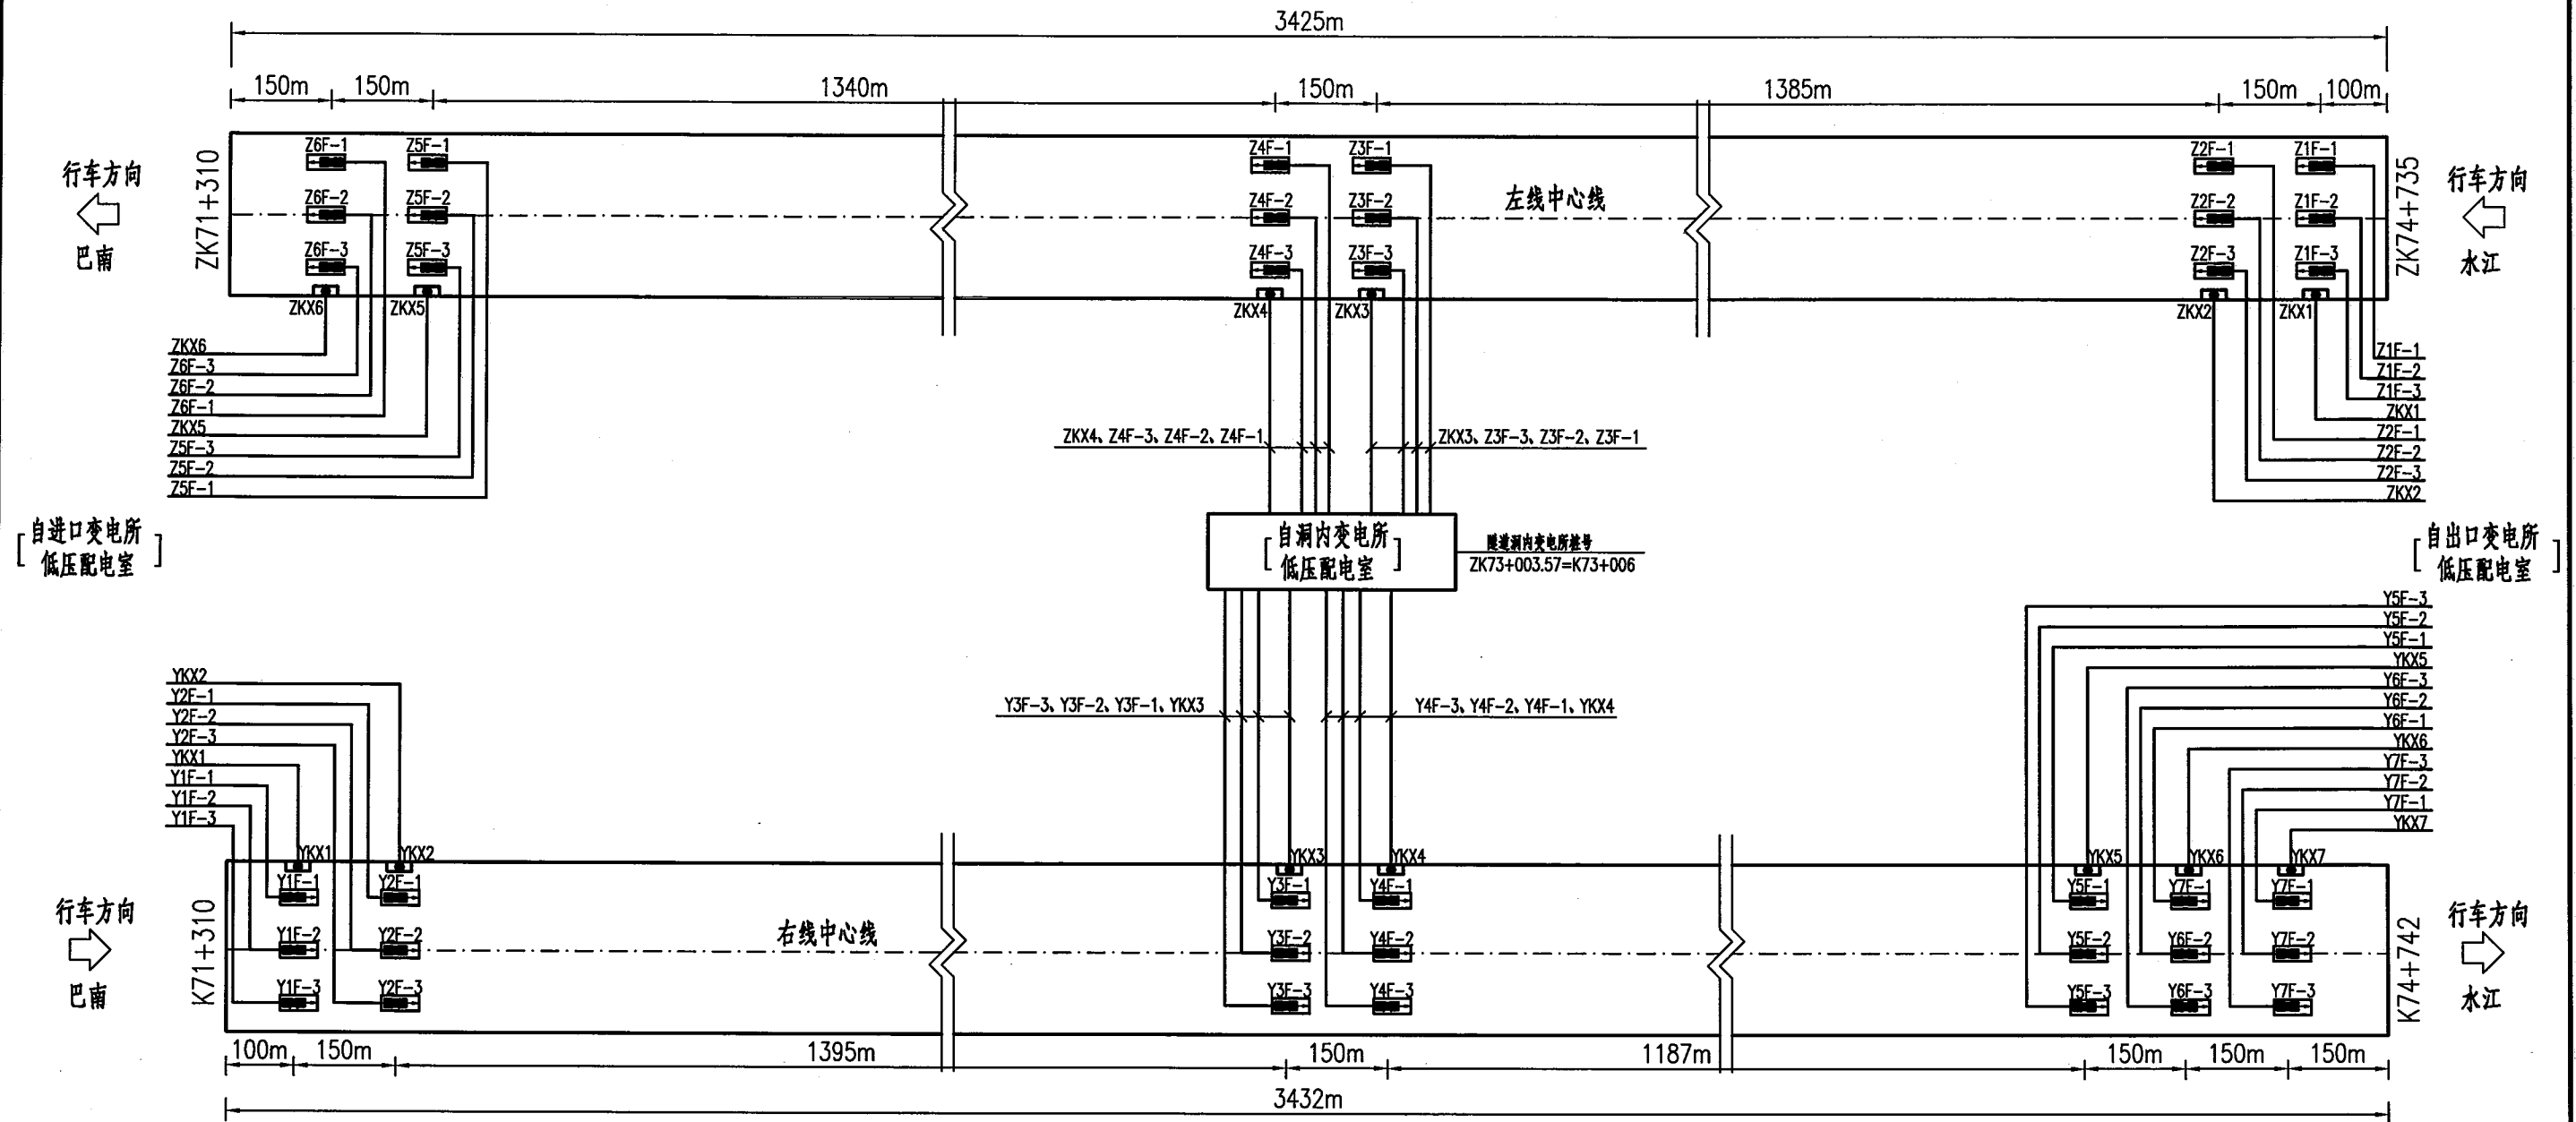 3425m
150m
150m
1340m
150m
1385m
150m
100m
行车方向
巴南
ZK71+310
Z6F-1
Z5F-1
Z4F-1
Z3F-1
Z2F-1
Z1F-1
Z6F-2
Z5F-2
Z4F-2
Z3F-2
左线中心线
Z2F-2
Z1F-2
Z6F-3
Z5F-3
Z4F-3
Z3F-3
Z2F-3
Z1F-3
ZK74+735
行车方向
水江
ZKX6
ZKX5
ZKX4
ZKX3
ZKX2
ZKX1
ZKX6
Z6F-3
Z6F-2
Z6F-1
ZKX5
Z5F-3
Z5F-2
Z5F-1
ZKX4、Z4F-3、Z4F-2、Z4F-1
ZKX3、Z3F-3、Z3F-2、Z3F-1
Z1F-1
Z1F-2
Z1F-3
ZKX1
Z2F-1
Z2F-2
Z2F-3
ZKX2
[自进口变电所
低压配电室]
[自洞内变电所
低压配电室]
隧道洞内变电所桩号
ZK73+003.57=K73+006
[自出口变电所
低压配电室]
YKX2
Y2F-1
Y2F-2
Y2F-3
YKX1
Y1F-1
Y1F-2
Y1F-3
Y3F-3、Y3F-2、Y3F-1、YKX3
Y4F-3、Y4F-2、Y4F-1、YKX4
Y5F-3
Y5F-2
Y5F-1
YKX5
Y6F-3
Y6F-2
Y6F-1
YKX6
Y7F-3
Y7F-2
Y7F-1
YKX7
YKX1
YKX2
YKX3
YKX4
YKX5
YKX6
YKX7
行车方向
巴南
K71+310
Y1F-1
Y2F-1
Y3F-1
Y4F-1
Y5F-1
Y7F-1
Y7F-1
Y1F-2
Y2F-2
右线中心线
Y3F-2
Y4F-2
Y5F-2
Y6F-2
Y7F-2
Y1F-3
Y2F-3
Y3F-3
Y4F-3
Y5F-3
Y6F-3
Y7F-3
K74+742
行车方向
水江
100m
150m
1395m
150m
1187m
150m
150m
150m
3432m